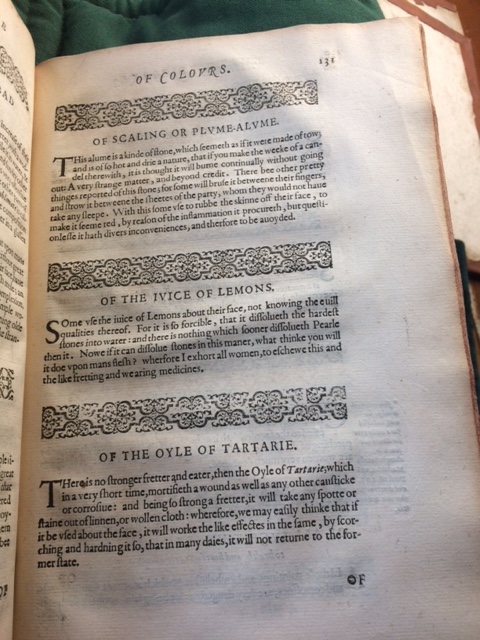 OF COLOVRS.
131
OF SCALING OR PLVME-ALVME.
THis alume is a kinde of stone, which seemeth as if it were made of tow;
and is of so hot and drie a nature, that if you make the weeke of a can-
del therewith, it is thought it will burne continually without going
out: A very strange matter, and beyond credit. There bee other pretty
thinges reported of this stone; for some will bruse it betweene their fingers,
and strow it betweene the sheetes of the party, whom they would not haue
take any sleepe. With this some vse to rubbe the skinne off their face, to
make it seeme red, by reason of the inflammation it procureth, but questi-
onlesse it hath divers inconveniences, and therfore to be auoyded.
OF THE IVICE OF LEMONS.
SOme vse the iuice of Lemons about their face, not knowing the euill
qualities thereof. For it is so forcible, that it dissolueth the hardest
stones into water: and there is nothing which sooner dissolueth Pearle
then it. Nowe if it can dissolue stones in this maner, what thinke you will
it doe vpon mans flesh? wherfore I exhort all women, to eschewe this and
the like fretting and wearing medicines.
OF THE OYLE OF TARTARIE.
THere is no stronger fretter and eater, then the Oyle of Tartarie, which
in a very short time, mortifieth a wound as well as any other causticke
or corrosiue: and being so strong a fretter, it will take any spotte or
staine out of linnen, or wollen cloth: wherefore, we may easily thinke that if
it be vsed about the face, it will worke the like effectes in the same, by scor-
ching and hardning it so, that in many daies, it will not returne to the for-
mer state.
OF